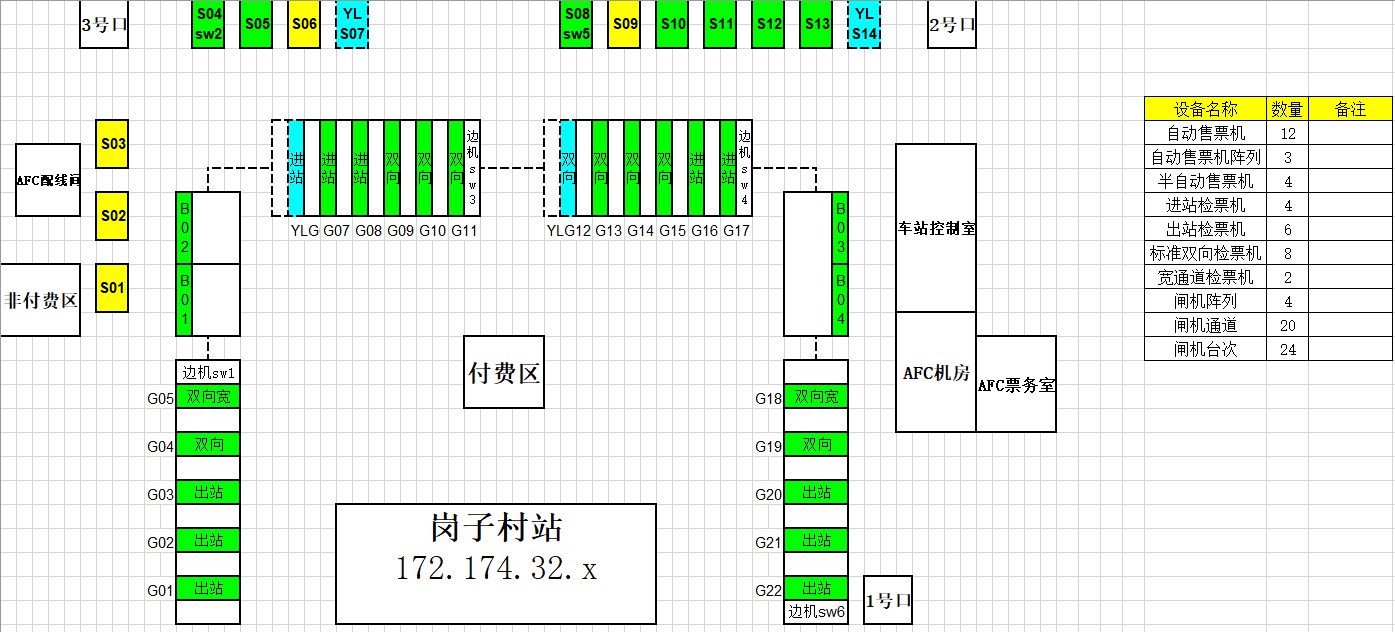 3号口
S04
sw2
S05
S06
YL
S07
S08
sw5
S09
S10
S11
S12
S13
YL
S14
2号口
设备名称 数量 备注
自动售票机 12
自动售票机阵列 3
半自动售票机 4
进站检票机 4
出站检票机 6
标准双向检票机 8
宽通道检票机 2
闸机阵列 4
闸机通道 20
闸机台次 24
S03
S02
S01
AFC配线间
非付费区
进站
进站
进站
双向
双向
双向
边机sw3
YLG G07 G08 G09 G10 G11
双向
双向
双向
双向
进站
进站
边机sw4
YLG12 G13 G14 G15 G16 G17
B02
B01
B03
B04
车站控制室
AFC机房
AFC票务室
付费区
边机sw1
G05 双向宽
G04 双向
G03 出站
G02 出站
G01 出站
G18 双向宽
G19 双向
G20 出站
G21 出站
G22 出站
边机sw6
1号口
岗子村站
172.174.32.x